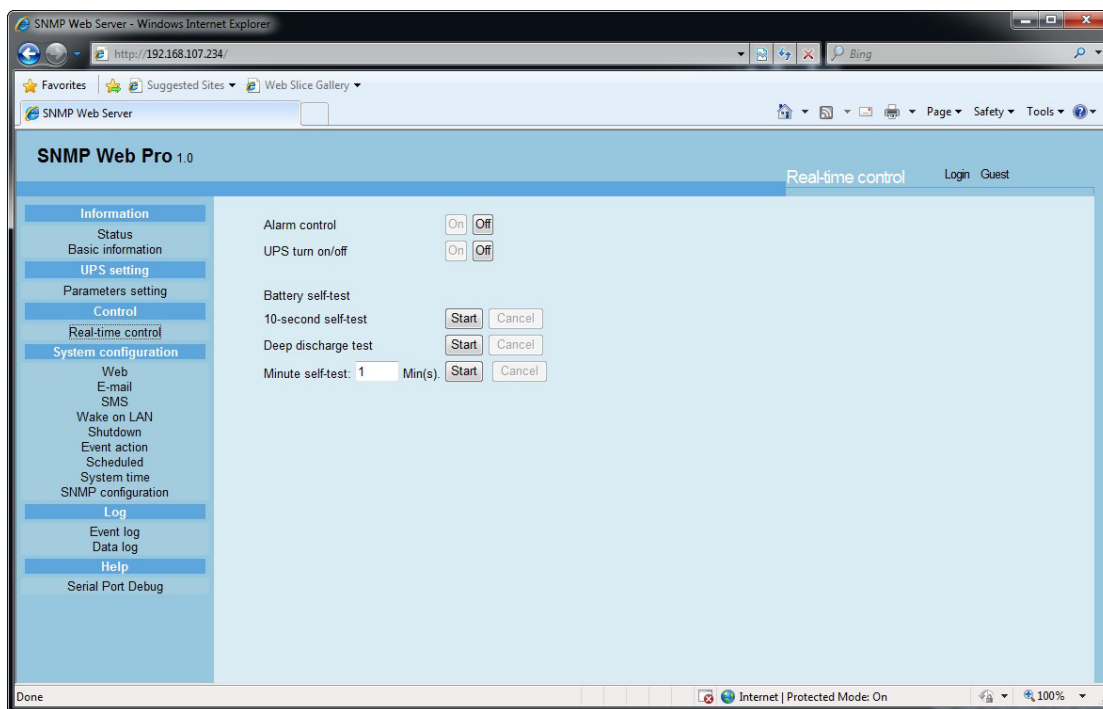 SNMP Web Server - Windows Internet Explorer
http://192.168.107.234/
Bing
Favorites Suggested Sites Web Slice Gallery
SNMP Web Server
Page Safety Tools
SNMP Web Pro 1.0
Real-time control Login Guest
Information
Status
Basic information
UPS setting
Parameters setting
Control
Real-time control
System configuration
Web
E-mail
SMS
Wake on LAN
Shutdown
Event action
Scheduled
System time
SNMP configuration
Log
Event log
Data log
Help
Serial Port Debug
Alarm control On Off
UPS turn on/off On Off
Battery self-test
10-second self-test Start Cancel
Deep discharge test Start Cancel
Minute self-test: 1 Min(s). Start Cancel
Done
Internet | Protected Mode: On
100%